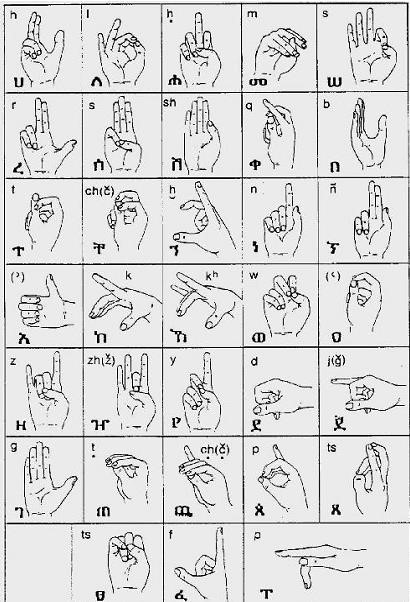 h l ḥ m s
ሀ ለ ሐ መ ሠ
r s sh q b
ረ ሰ ሸ ቀ በ
t ch(č) ḫ n ñ
ተ ቸ ኀ ነ ኘ
(ʾ) k kʰ w (ʿ)
አ ከ ኸ ወ ዐ
z zh(ž) y d j(ǧ)
ዘ ዠ የ ደ ጀ
g ṭ ch(č̣) p ts
ገ ጠ ጨ ጰ ጸ
ts f p
ፀ ፈ ፐ